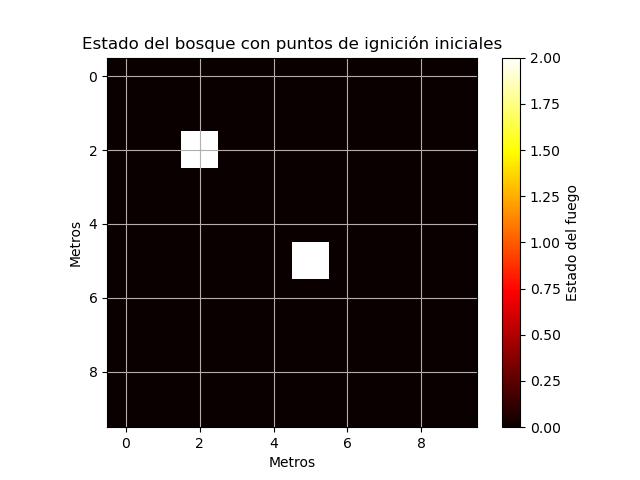 Estado del bosque con puntos de ignición iniciales
0
2
4
6
8
Metros
0 2 4 6 8
Metros
2.00
1.75
1.50
1.25
1.00
0.75
0.50
0.25
0.00
Estado del fuego